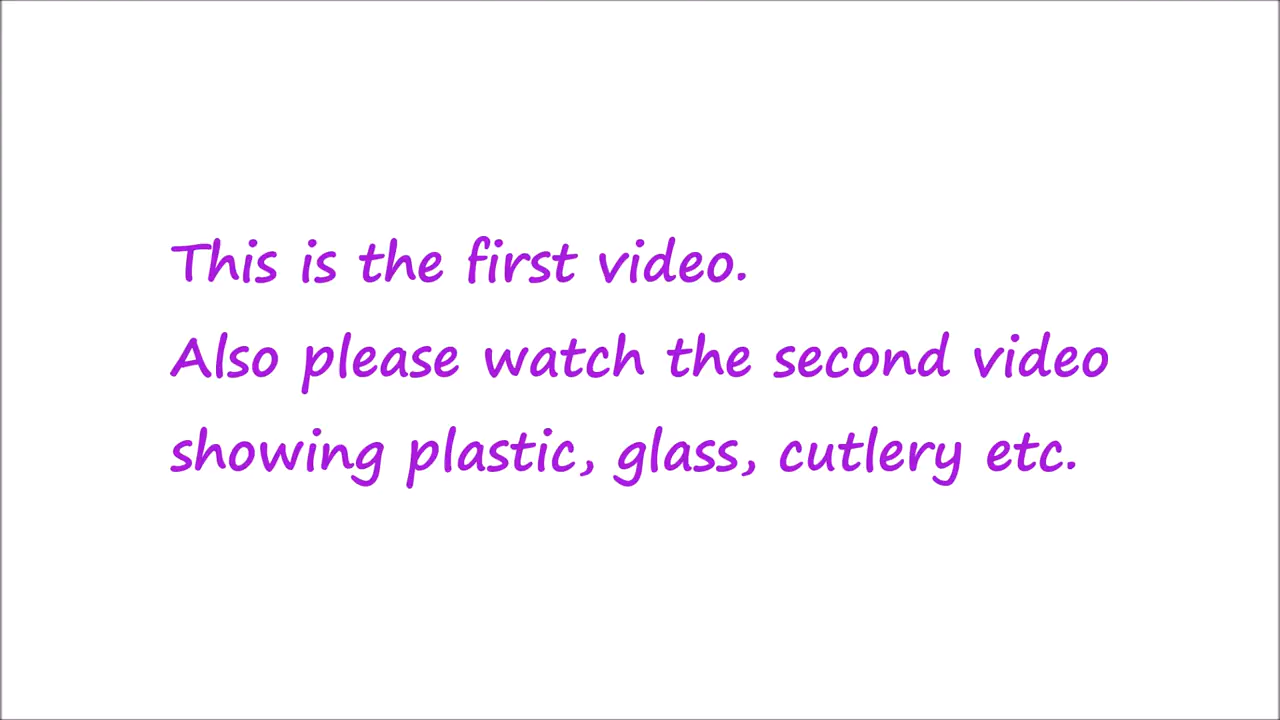 This is the first video.
Also please watch the second video
showing plastic, glass, cutlery etc.